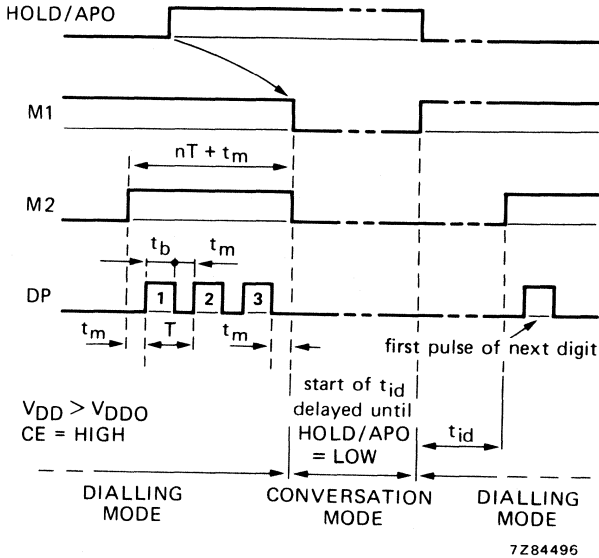 HOLD/APO
M1
nT + tm
M2
tb tm
DP
1 2 3
tm T tm
first pulse of next digit
start of tid
delayed until
HOLD/APO
= LOW
tid
VDD > VDDO
CE = HIGH
DIALLING
MODE
CONVERSATION
MODE
DIALLING
MODE
7Z84496